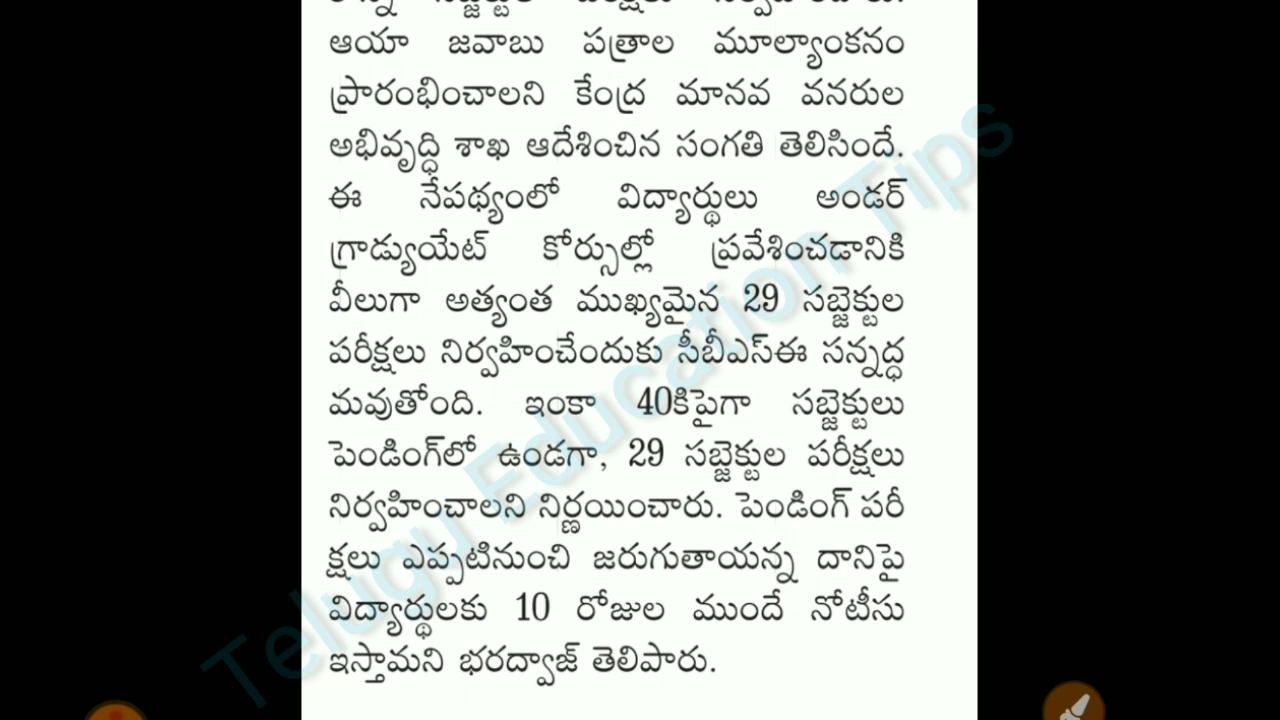 ఆయా జవాబు పత్రాల మూల్యాంకనం
ప్రారంభించాలని కేంద్ర మానవ వనరుల
అభివృద్ధి శాఖ ఆదేశించిన సంగతి తెలిసిందే.
ఈ నేపథ్యంలో విద్యార్థులు అండర్
గ్రాడ్యుయేట్ కోర్సుల్లో ప్రవేశించడానికి
వీలుగా అత్యంత ముఖ్యమైన 29 సబ్జెక్టుల
పరీక్షలు నిర్వహించేందుకు సీబీఎస్ఈ సన్నద్ధ
మవుతోంది. ఇంకా 40కిపైగా సబ్జెక్టులు
పెండింగ్‌లో ఉండగా, 29 సబ్జెక్టుల పరీక్షలు
నిర్వహించాలని నిర్ణయించారు. పెండింగ్ పరీ
క్షలు ఎప్పటినుంచి జరుగుతాయన్న దానిపై
విద్యార్థులకు 10 రోజుల ముందే నోటీసు
ఇస్తామని భరద్వాజ్ తెలిపారు.
Telugu Education Tips